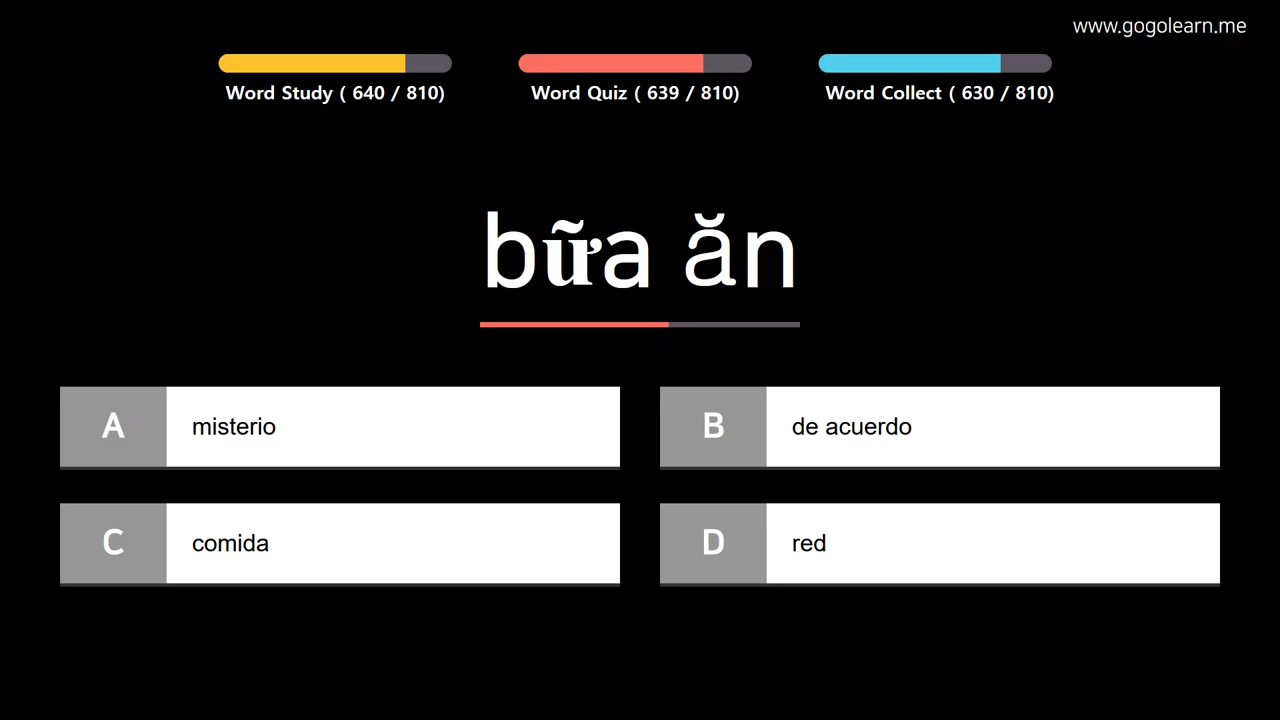 www.gogolearn.me
Word Study ( 640 / 810)
Word Quiz ( 639 / 810)
Word Collect ( 630 / 810)
bữa ăn
A misterio
B de acuerdo
C comida
D red